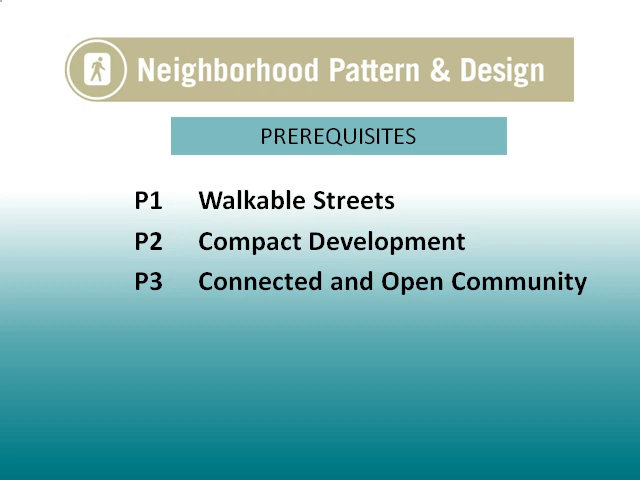 Neighborhood Pattern & Design
PREREQUISITES
P1 Walkable Streets
P2 Compact Development
P3 Connected and Open Community